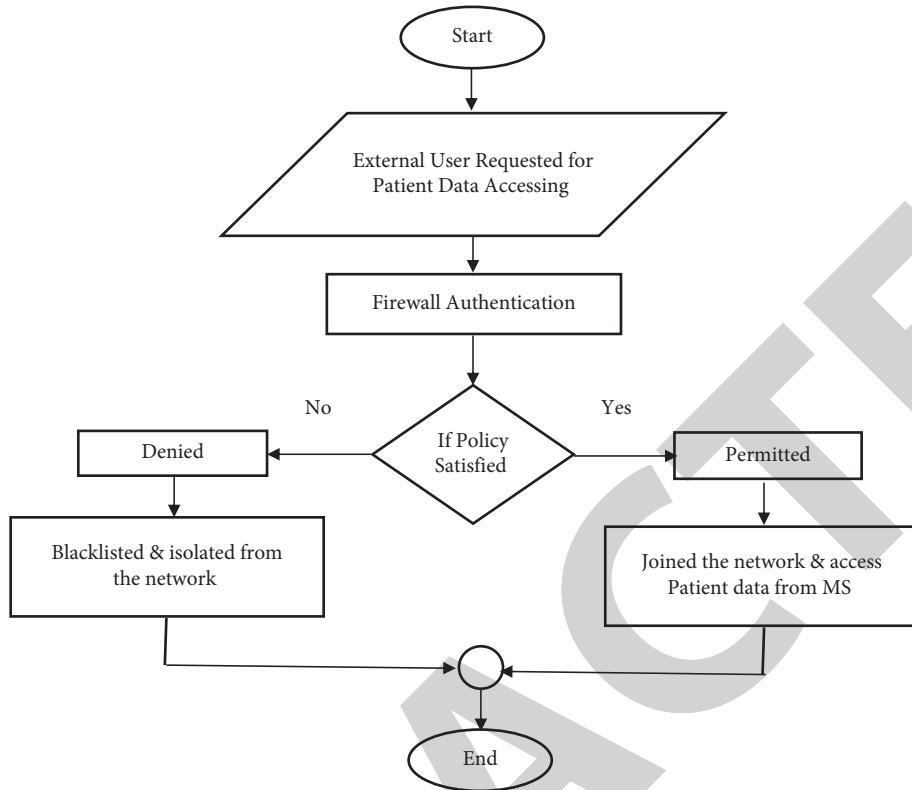 Start
External User Requested for
Patient Data Accessing
Firewall Authentication
No
Yes
If Policy
Satisfied
Denied
Permitted
Blacklisted & isolated from
the network
Joined the network & access
Patient data from MS
End